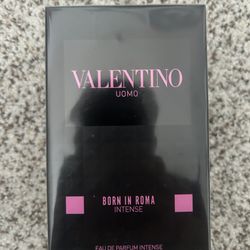 VALENTINO
UOMO
BORN IN ROMA
INTENSE
EAU DE PARFUM INTENSE